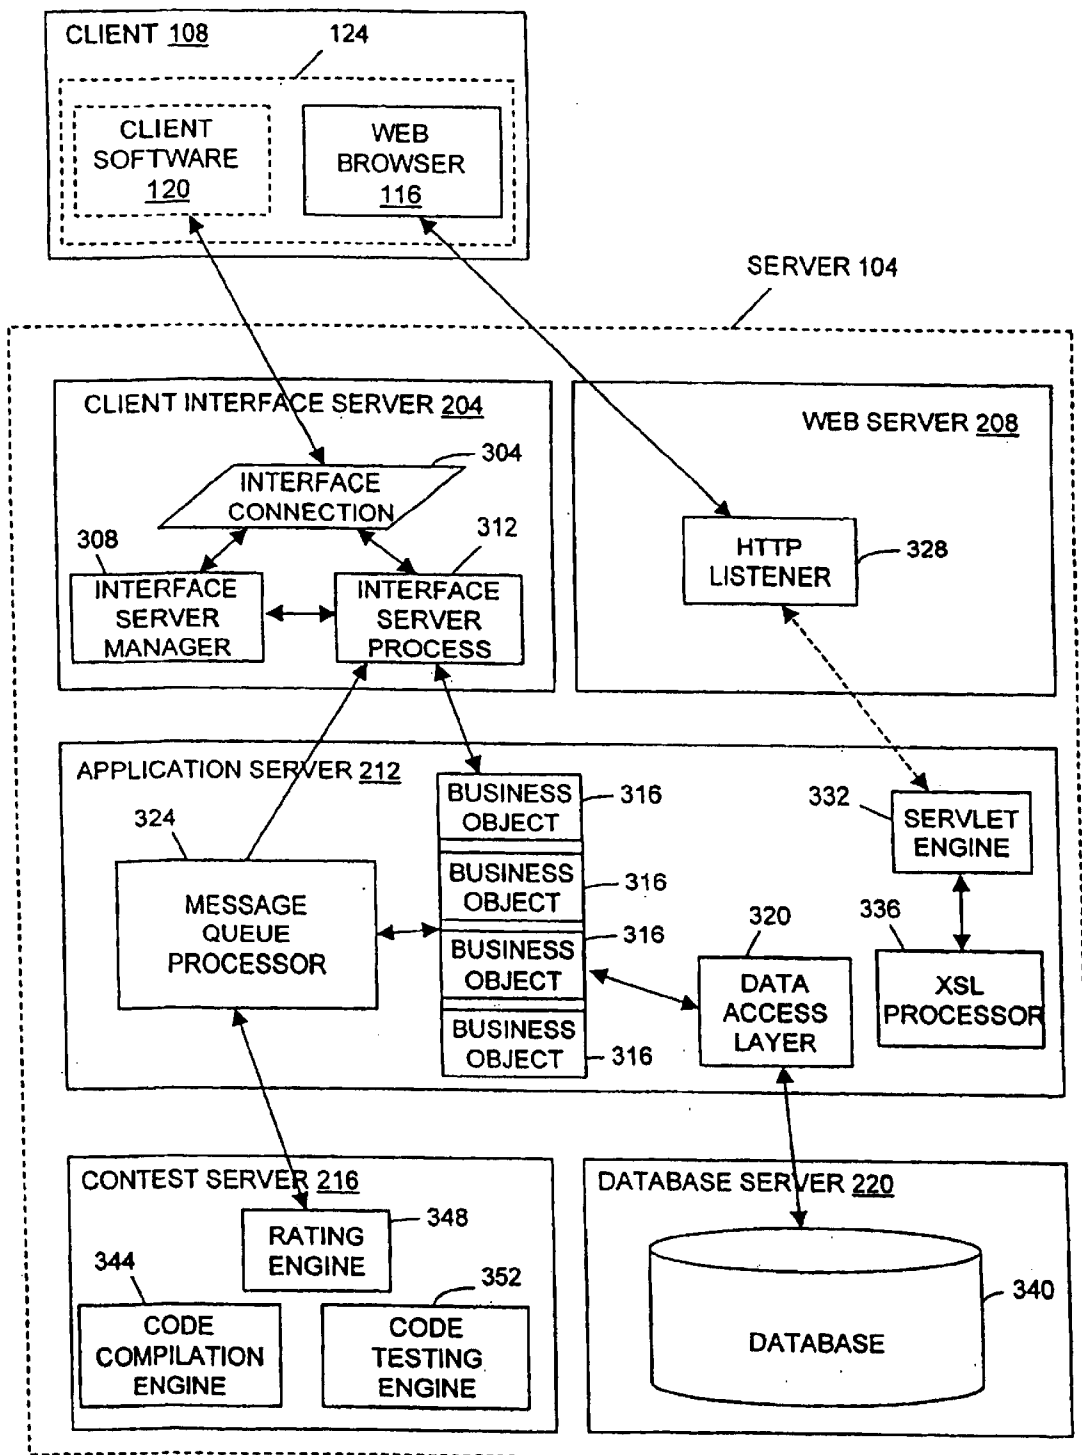 CLIENT 108
124
CLIENT
SOFTWARE
120
WEB
BROWSER
116
SERVER 104
CLIENT INTERFACE SERVER 204
304
INTERFACE
CONNECTION
308
312
INTERFACE
SERVER
MANAGER
INTERFACE
SERVER
PROCESS
WEB SERVER 208
HTTP
LISTENER
328
APPLICATION SERVER 212
324
MESSAGE
QUEUE
PROCESSOR
BUSINESS
OBJECT
316
BUSINESS
OBJECT
316
BUSINESS
OBJECT
316
BUSINESS
OBJECT
316
320
DATA
ACCESS
LAYER
332
SERVLET
ENGINE
336
XSL
PROCESSOR
CONTEST SERVER 216
RATING
ENGINE
348
344
CODE
COMPILATION
ENGINE
352
CODE
TESTING
ENGINE
DATABASE SERVER 220
DATABASE
340